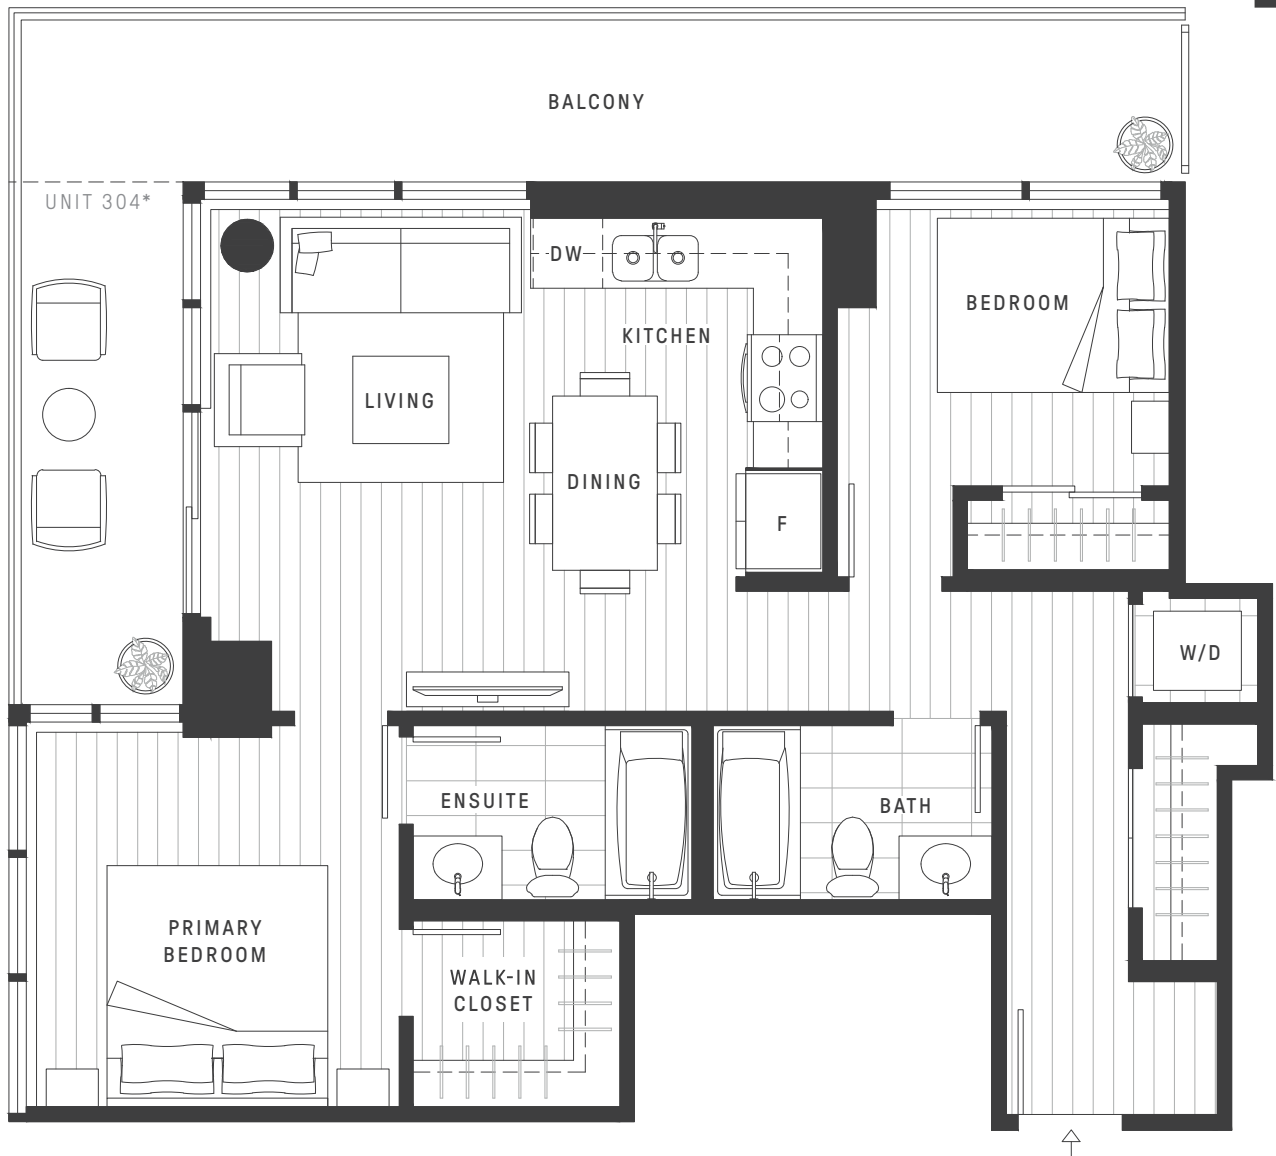 BALCONY
UNIT 304*
DW
BEDROOM
KITCHEN
LIVING
DINING
F
W/D
ENSUITE
BATH
PRIMARY
BEDROOM
WALK-IN
CLOSET